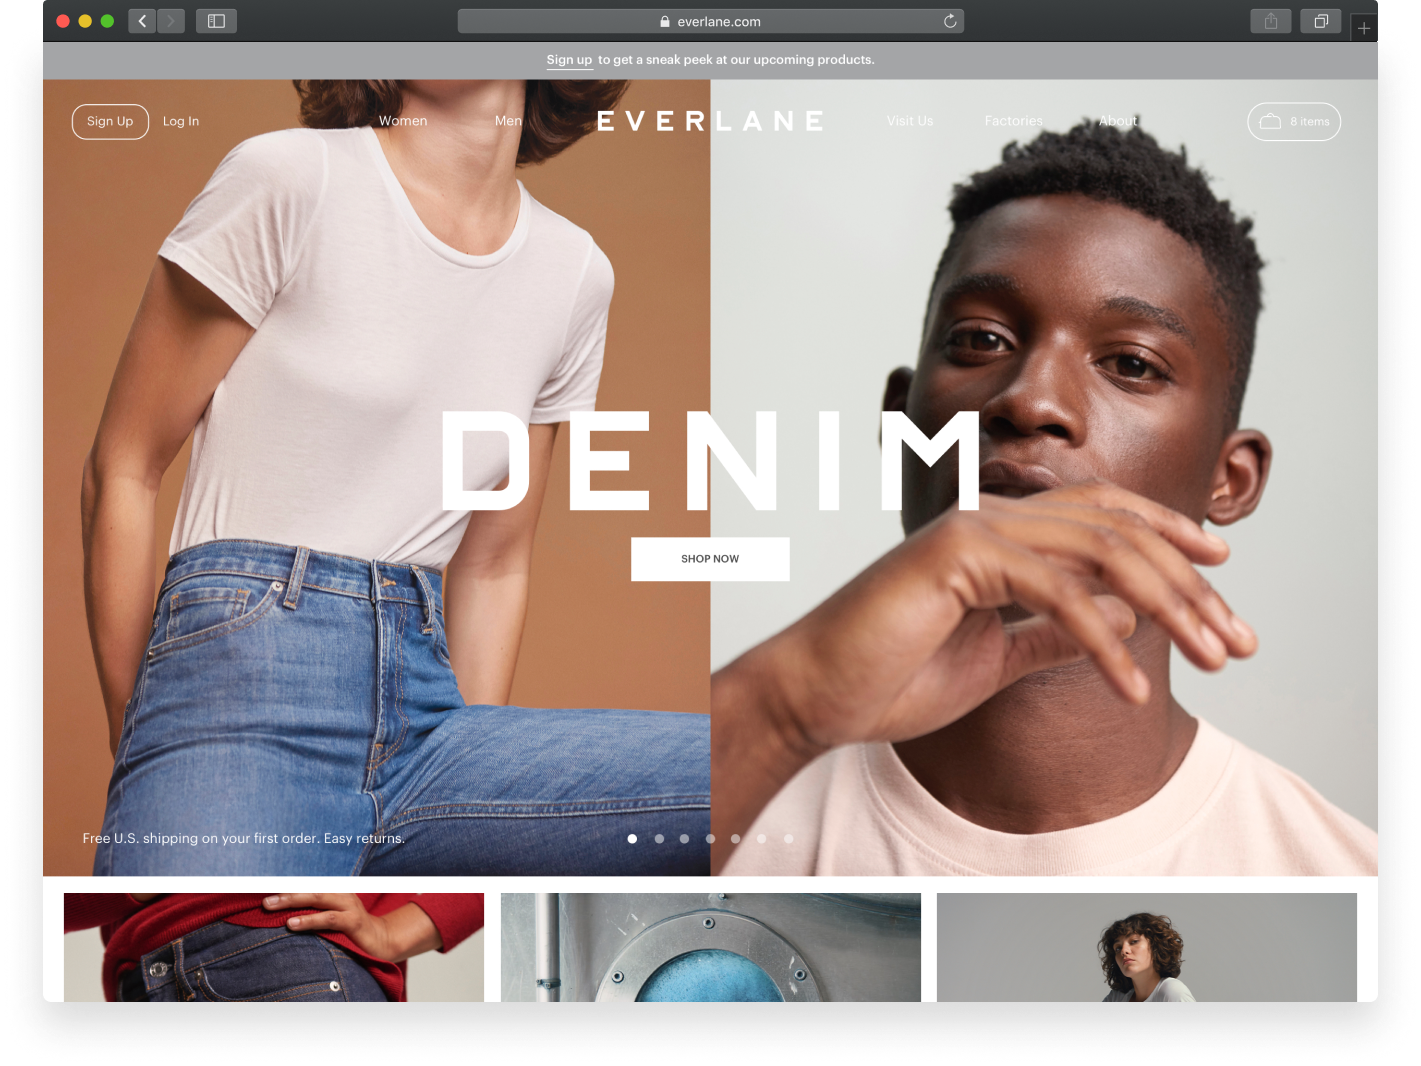 everlane.com
Sign up to get a sneak peek at our upcoming products.
Sign Up
Log In
Women
Men
EVERLANE
Visit Us
Factories
About
8 items
DENIM
SHOP NOW
Free U.S. shipping on your first order. Easy returns.